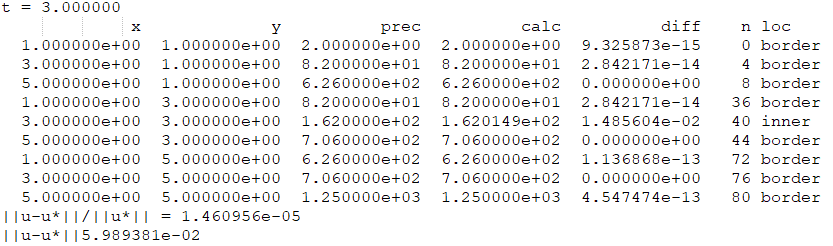 t = 3.000000
x y prec calc diff n loc
1.000000e+00 1.000000e+00 2.000000e+00 2.000000e+00 9.325873e-15 0 border
3.000000e+00 1.000000e+00 8.200000e+01 8.200000e+01 2.842171e-14 4 border
5.000000e+00 1.000000e+00 6.260000e+02 6.260000e+02 0.000000e+00 8 border
1.000000e+00 3.000000e+00 8.200000e+01 8.200000e+01 2.842171e-14 36 border
3.000000e+00 3.000000e+00 1.620000e+02 1.620149e+02 1.485604e-02 40 inner
5.000000e+00 3.000000e+00 7.060000e+02 7.060000e+02 0.000000e+00 44 border
1.000000e+00 5.000000e+00 6.260000e+02 6.260000e+02 1.136868e-13 72 border
3.000000e+00 5.000000e+00 7.060000e+02 7.060000e+02 0.000000e+00 76 border
5.000000e+00 5.000000e+00 1.250000e+03 1.250000e+03 4.547474e-13 80 border
||u-u*||/||u*|| = 1.460956e-05
||u-u*||5.989381e-02